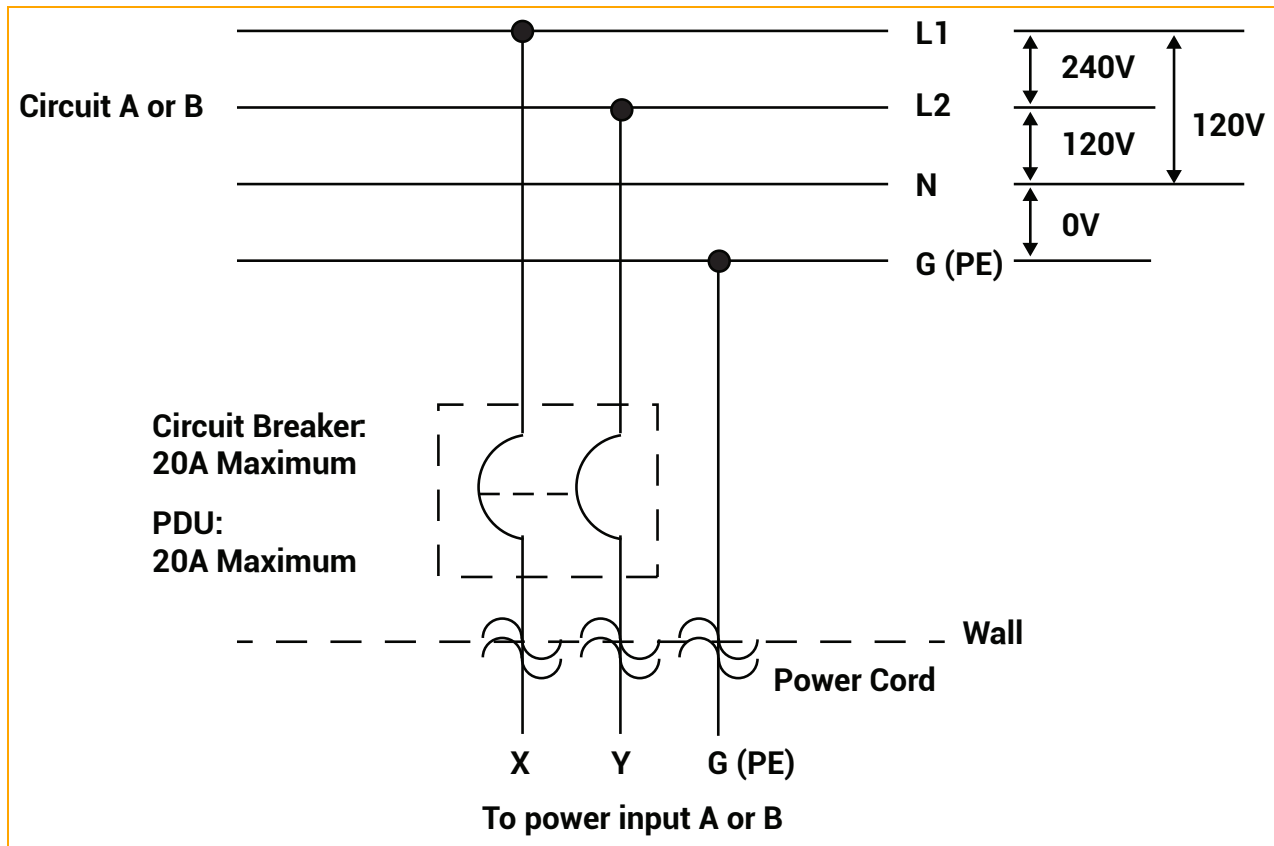 L1
240V
Circuit A or B
L2
120V
120V
N
0V
G (PE)
Circuit Breaker:
20A Maximum
PDU:
20A Maximum
Wall
Power Cord
X
Y
G (PE)
To power input A or B